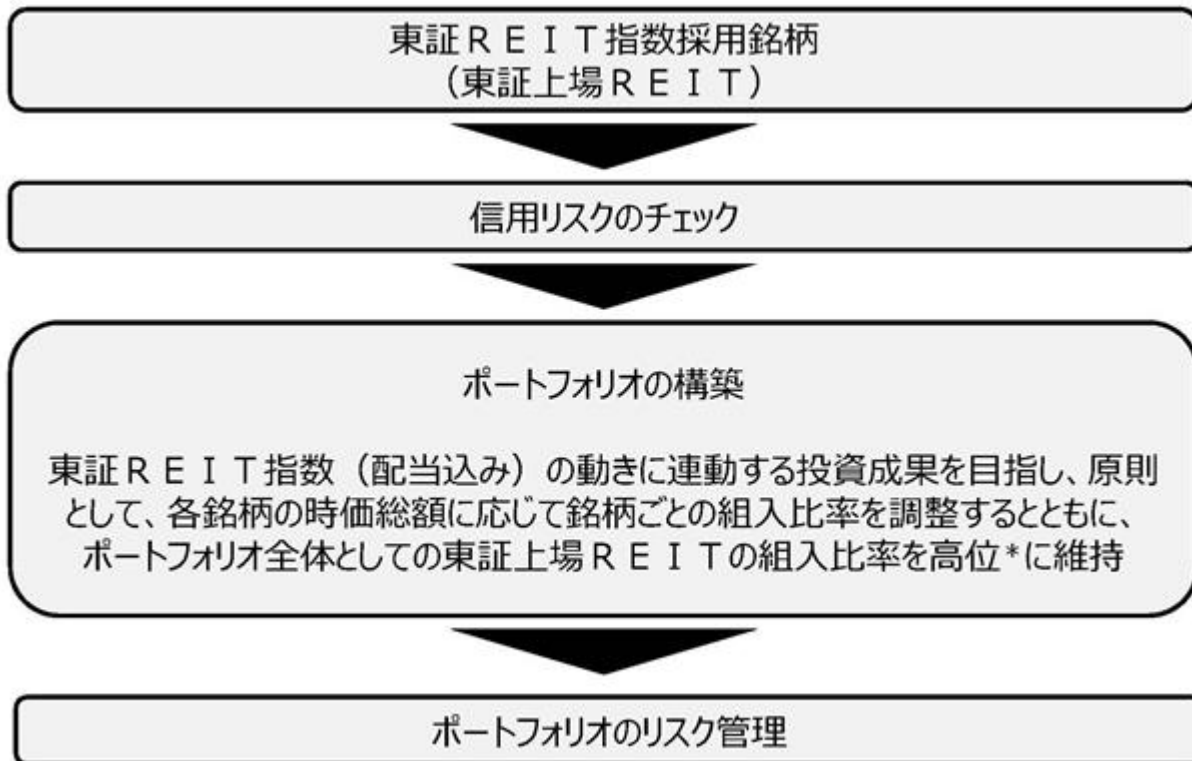 東証ＲＥＩＴ指数採用銘柄
（東証上場ＲＥＩＴ）
信用リスクのチェック
ポートフォリオの構築
東証ＲＥＩＴ指数（配当込み）の動きに連動する投資成果を目指し、原則
として、各銘柄の時価総額に応じて銘柄ごとの組入比率を調整するとともに、
ポートフォリオ全体としての東証上場ＲＥＩＴの組入比率を高位*に維持
ポートフォリオのリスク管理